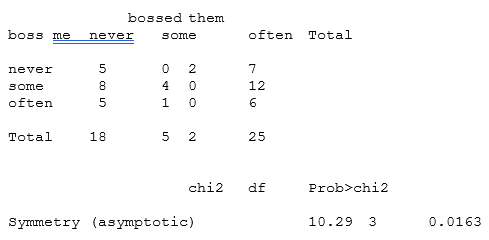 bossed them
boss me never some often Total
never 5 0 2 7
some 8 4 0 12
often 5 1 0 6
Total 18 5 2 25
chi2 df Prob>chi2
Symmetry (asymptotic) 10.29 3 0.0163